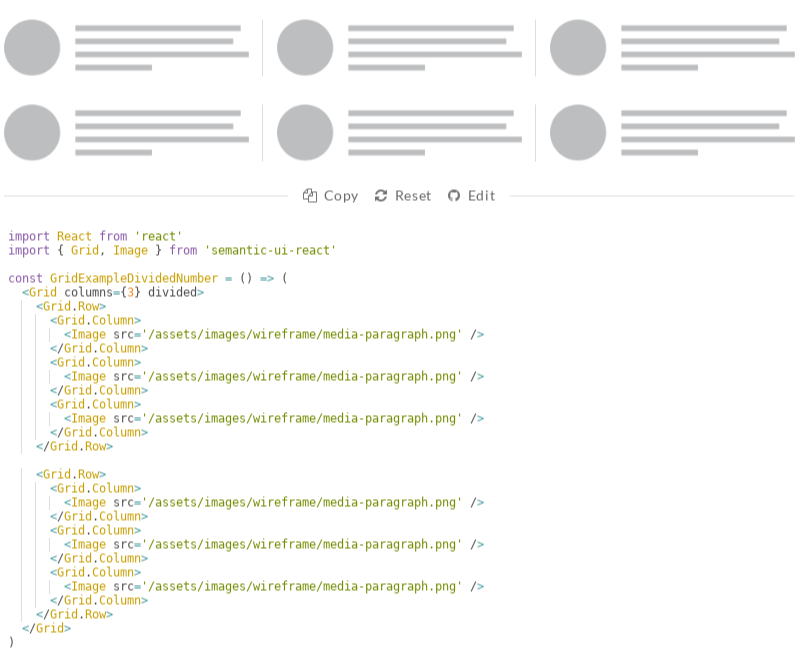 Copy Reset Edit
import React from 'react'
import { Grid, Image } from 'semantic-ui-react'
const GridExampleDividedNumber = () => (
<Grid columns={3} divided>
<Grid.Row>
<Grid.Column>
<Image src='/assets/images/wireframe/media-paragraph.png' />
</Grid.Column>
<Grid.Column>
<Image src='/assets/images/wireframe/media-paragraph.png' />
</Grid.Column>
<Grid.Column>
<Image src='/assets/images/wireframe/media-paragraph.png' />
</Grid.Column>
</Grid.Row>
<Grid.Row>
<Grid.Column>
<Image src='/assets/images/wireframe/media-paragraph.png' />
</Grid.Column>
<Grid.Column>
<Image src='/assets/images/wireframe/media-paragraph.png' />
</Grid.Column>
<Grid.Column>
<Image src='/assets/images/wireframe/media-paragraph.png' />
</Grid.Column>
</Grid.Row>
</Grid>
)